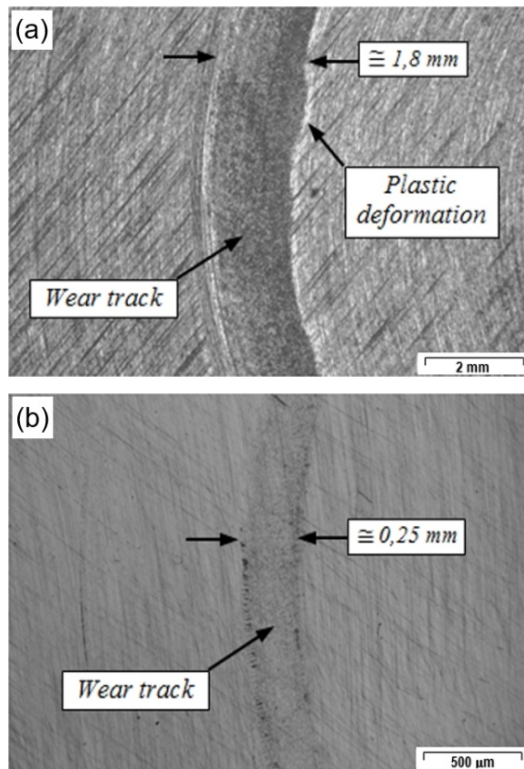 (a)
≅ 1,8 mm
Plastic
deformation
Wear track
2 mm
(b)
≅ 0,25 mm
Wear track
500 µm